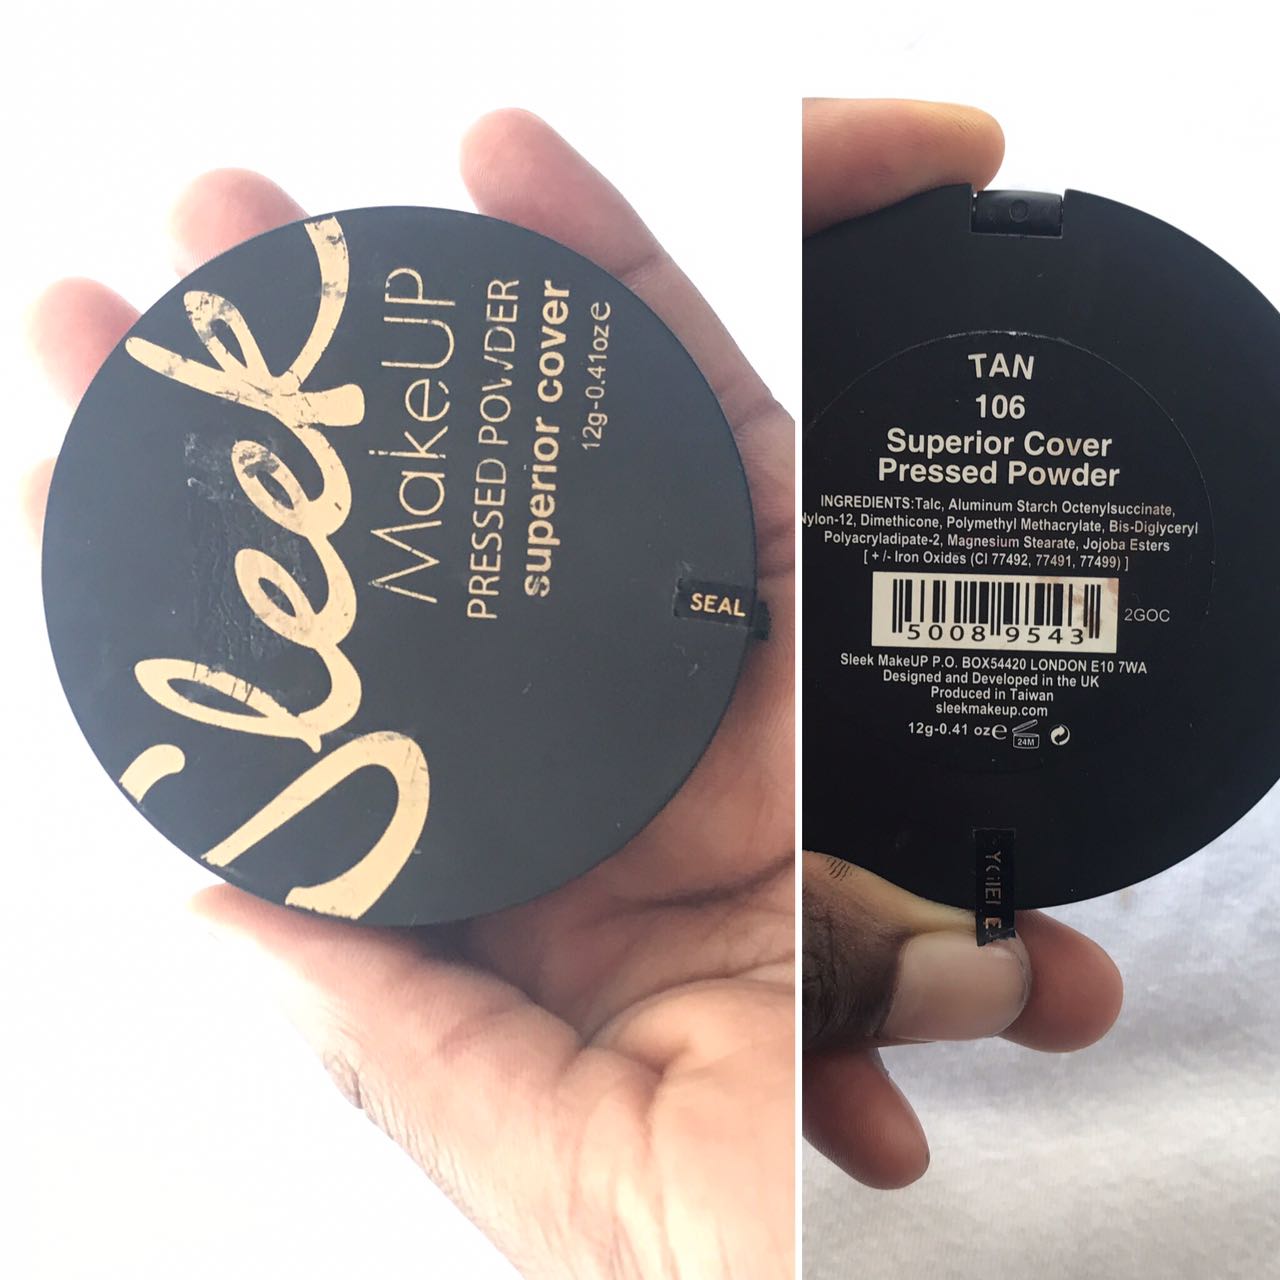 Sleek
MakeUP
PRESSED POWDER
superior cover
12g-0.41oz e
SEAL
TAN
106
Superior Cover
Pressed Powder
INGREDIENTS:Talc, Aluminum Starch Octenylsuccinate,
Nylon-12, Dimethicone, Polymethyl Methacrylate, Bis-Diglyceryl
Polyacryladipate-2, Magnesium Stearate, Jojoba Esters
[ + /- Iron Oxides (CI 77492, 77491, 77499) ]
5008 9543
2GOC
Sleek MakeUP P.O. BOX54420 LONDON E10 7WA
Designed and Developed in the UK
Produced in Taiwan
sleekmakeup.com
12g-0.41 oz e 24M